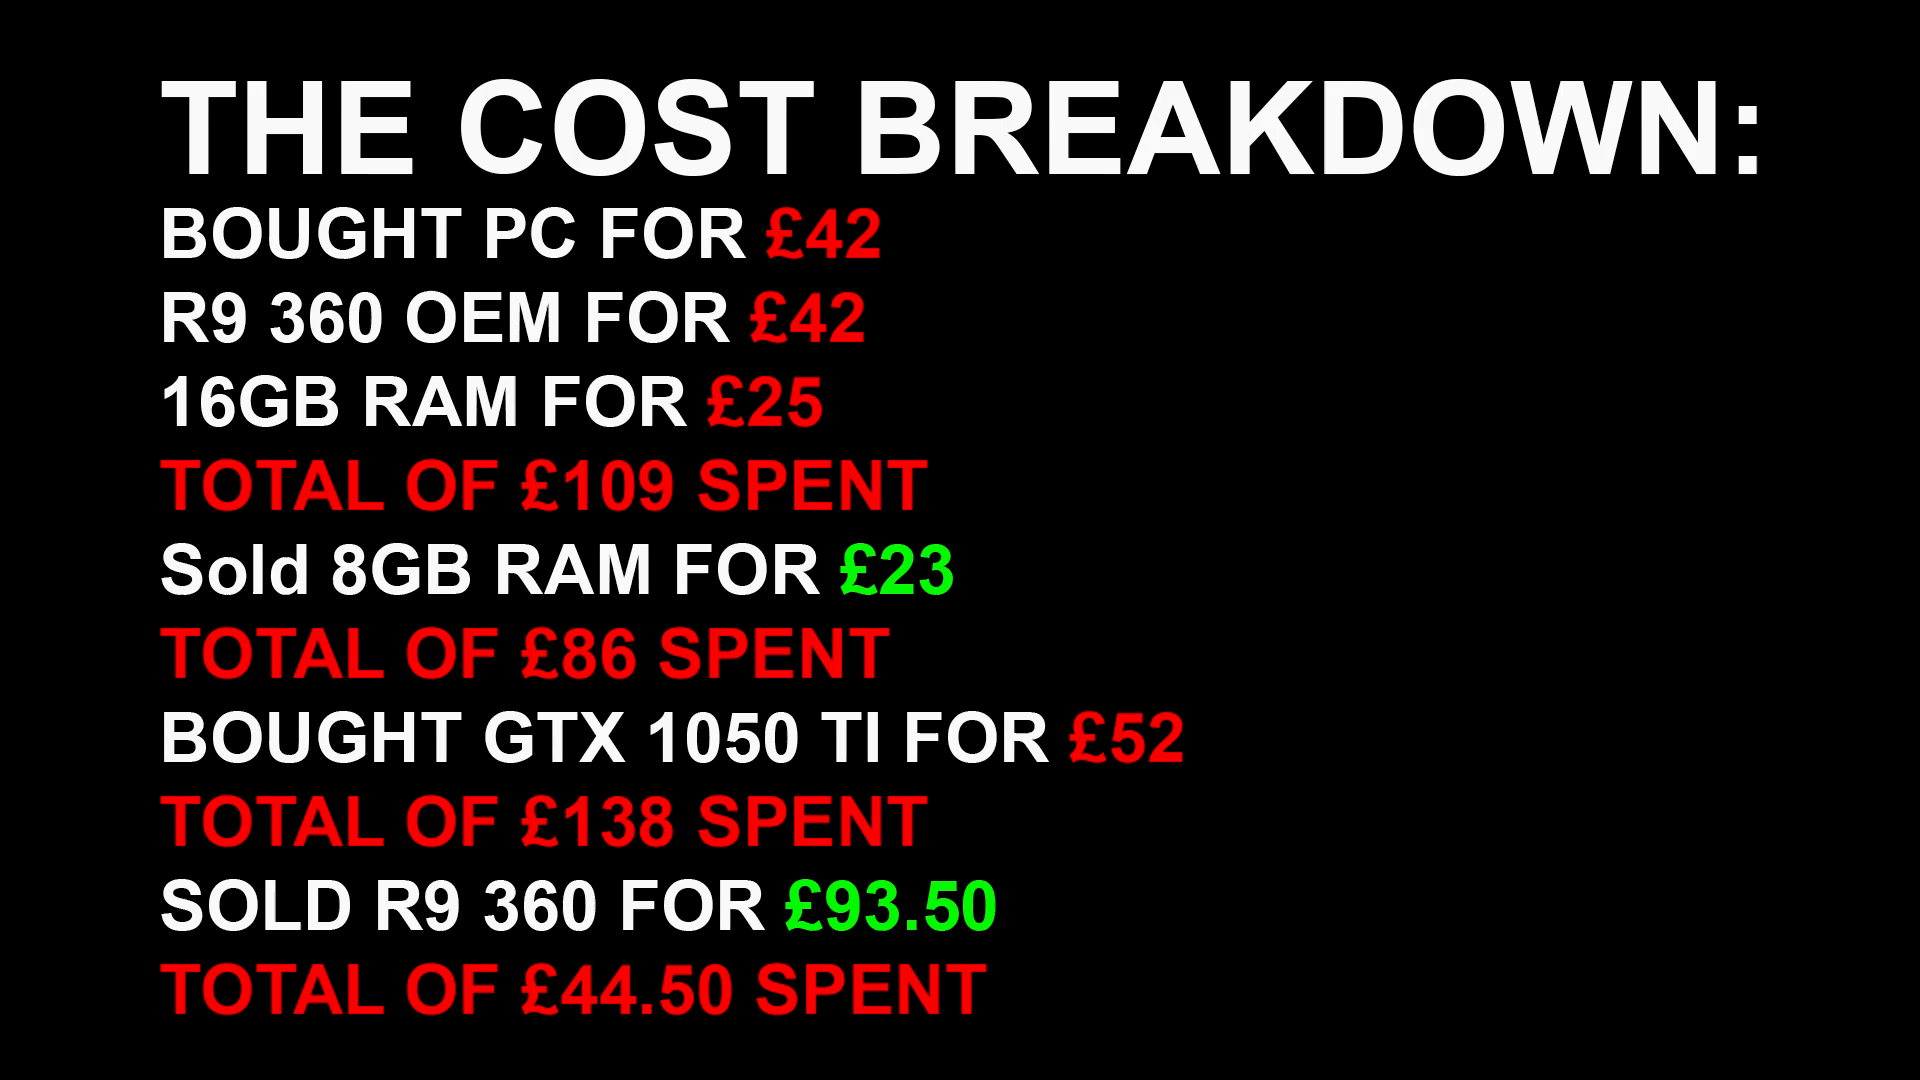 THE COST BREAKDOWN:
BOUGHT PC FOR £42
R9 360 OEM FOR £42
16GB RAM FOR £25
TOTAL OF £109 SPENT
Sold 8GB RAM FOR £23
TOTAL OF £86 SPENT
BOUGHT GTX 1050 TI FOR £52
TOTAL OF £138 SPENT
SOLD R9 360 FOR £93.50
TOTAL OF £44.50 SPENT